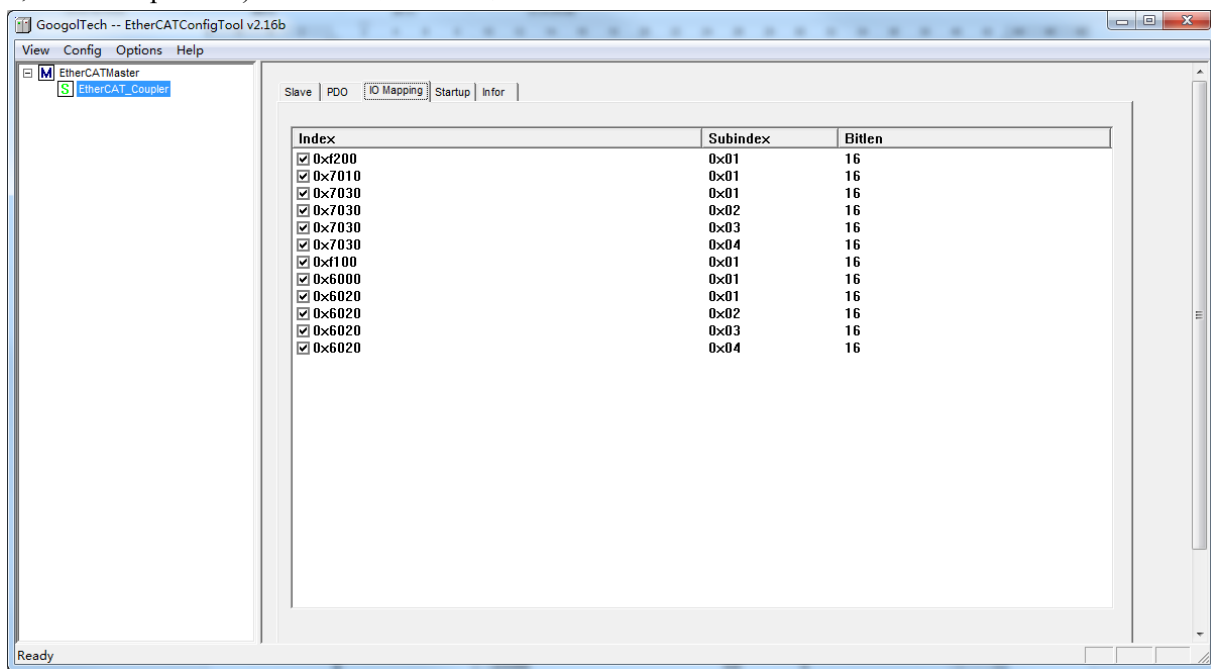 GoogolTech -- EtherCATConfigTool v2.16b
View Config Options Help
EtherCATMaster
EtherCAT_Coupler
Slave PDO IO Mapping Startup Infor
Index Subindex Bitlen
0xf200 0x01 16
0x7010 0x01 16
0x7030 0x01 16
0x7030 0x02 16
0x7030 0x03 16
0x7030 0x04 16
0xf100 0x01 16
0x6000 0x01 16
0x6020 0x01 16
0x6020 0x02 16
0x6020 0x03 16
0x6020 0x04 16
Ready